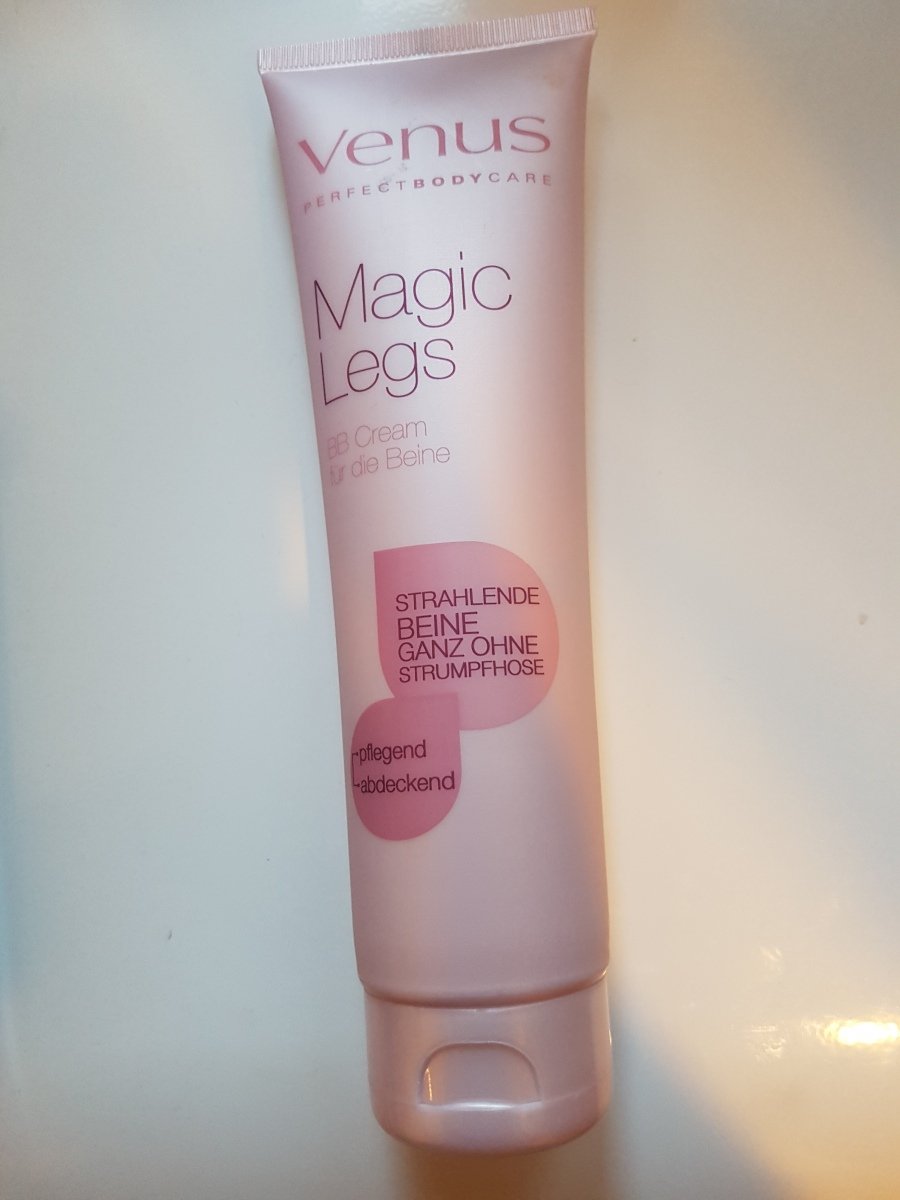 Venus
PERFECTBODYCARE
Magic
Legs
BB Cream
für die Beine
STRAHLENDE
BEINE
GANZ OHNE
STRUMPFHOSE
pflegend
abdeckend